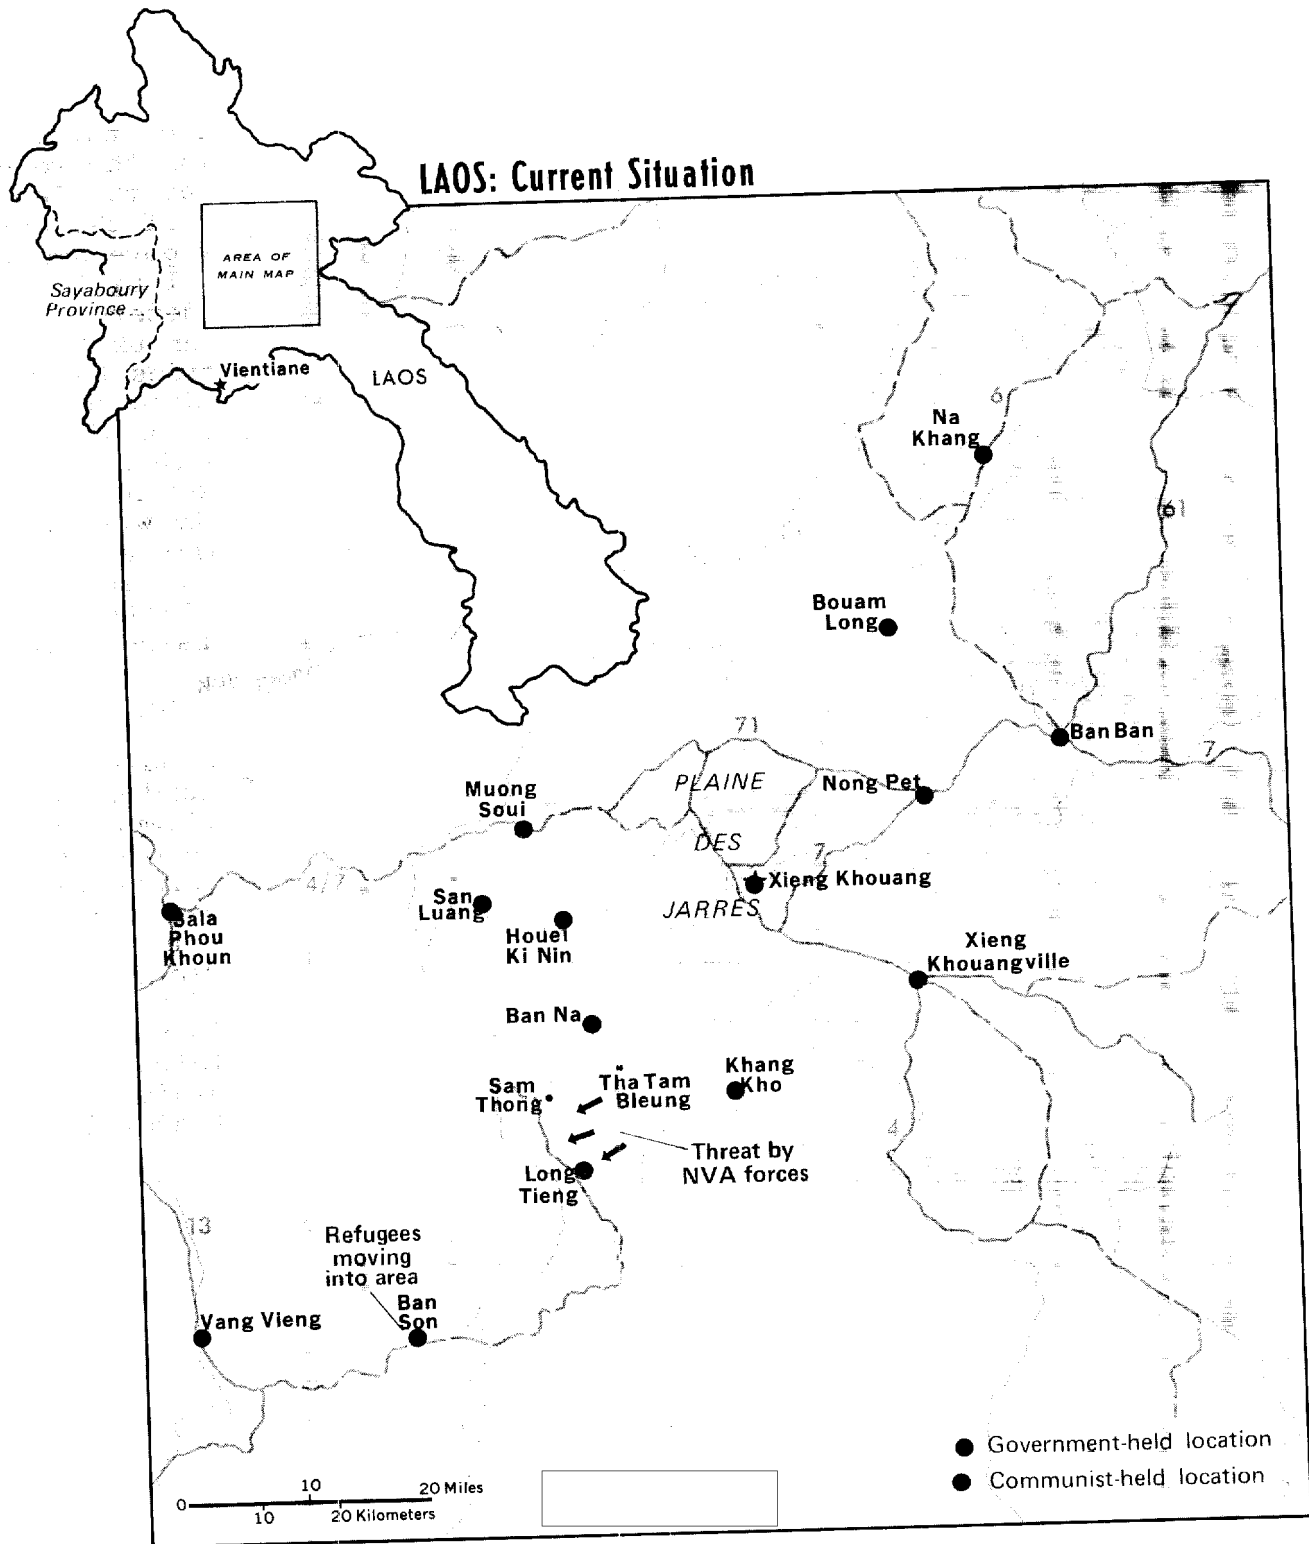 LAOS: Current Situation
AREA OF
MAIN MAP
Sayaboury
Province
Vientiane
LAOS
6
Na
Khang
61
Bouam
Long
71
Ban Ban
7
PLAINE
Nong Pet
Muong
Soui
DES
7
4/7
Xieng Khouang
San
Luang
JARRES
Sala
Phou
Khoun
Houei
Ki Nin
Xieng
Khouangville
Ban Na
Khang
Kho
Sam
Thong
Tha Tam
Bleung
4
Threat by
NVA forces
Long
Tieng
13
Refugees
moving
into area
Ban
Son
Vang Vieng
Government-held location
Communist-held location
0 10 20 Miles
10 20 Kilometers